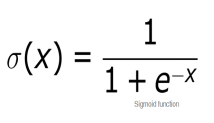 σ(x) = 1 / (1 + e^{-x})
Sigmoid function